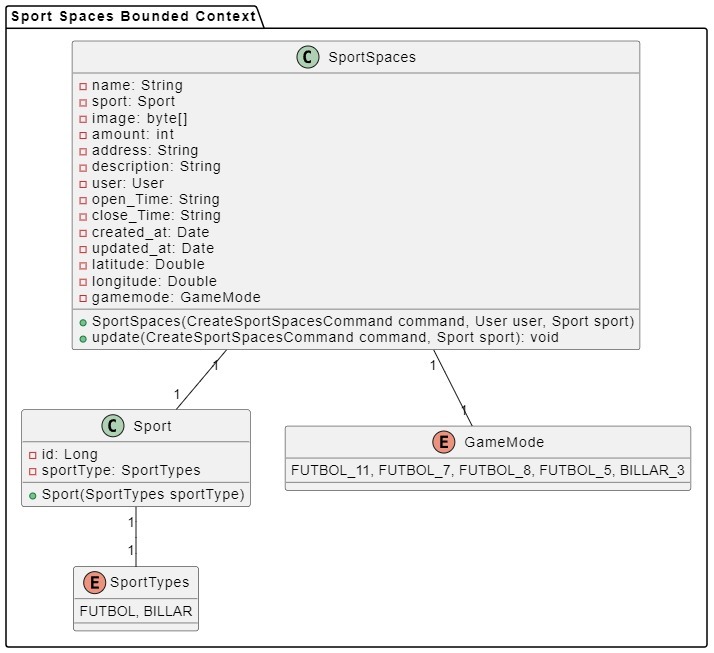 Sport Spaces Bounded Context
C SportSpaces
name: String
sport: Sport
image: byte[]
amount: int
address: String
description: String
user: User
open_Time: String
close_Time: String
created_at: Date
updated_at: Date
latitude: Double
longitude: Double
gamemode: GameMode
SportSpaces(CreateSportSpacesCommand command, User user, Sport sport)
update(CreateSportSpacesCommand command, Sport sport): void
1 1
1 1
C Sport
id: Long
sportType: SportTypes
Sport(SportTypes sportType)
E GameMode
FUTBOL_11, FUTBOL_7, FUTBOL_8, FUTBOL_5, BILLAR_3
1
1
E SportTypes
FUTBOL, BILLAR